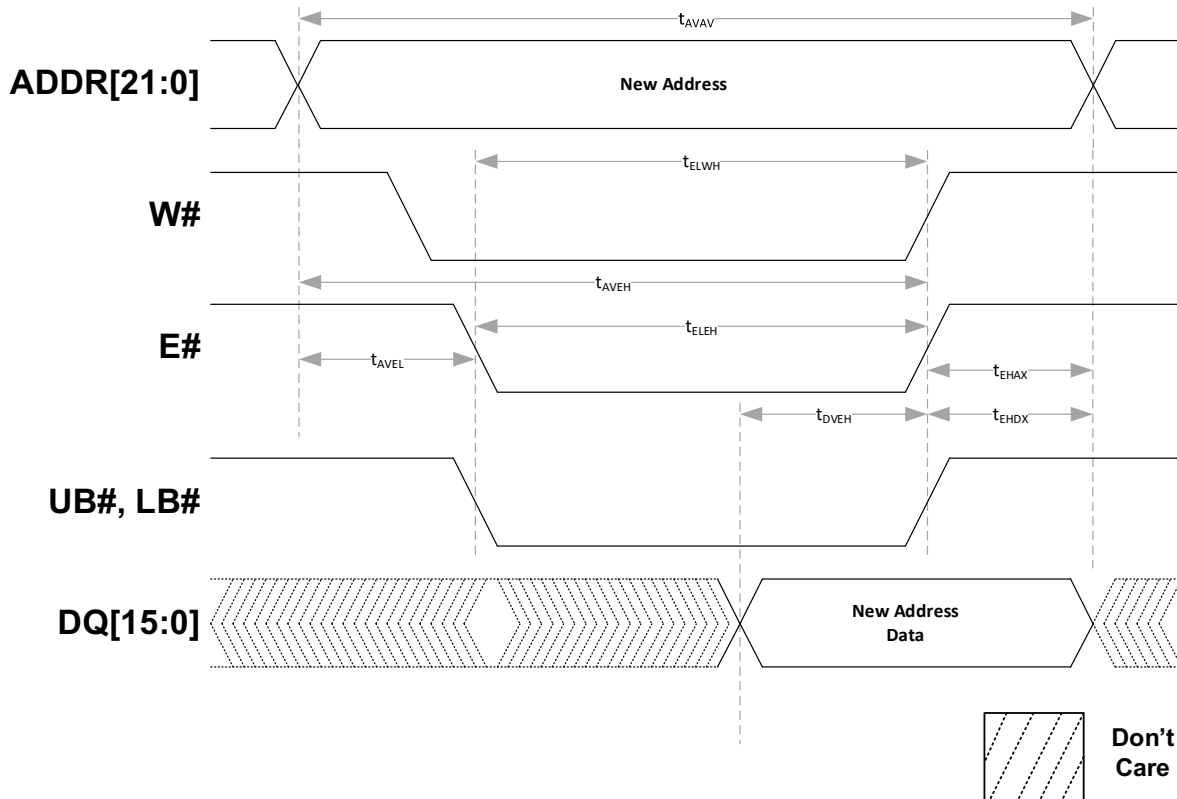 tAVAV
ADDR[21:0]
New Address
tELWH
W#
tAVEH
tELEH
E#
tAVEL
tEHAX
tDVEH
tEHDX
UB#, LB#
DQ[15:0]
New Address
Data
Don't
Care